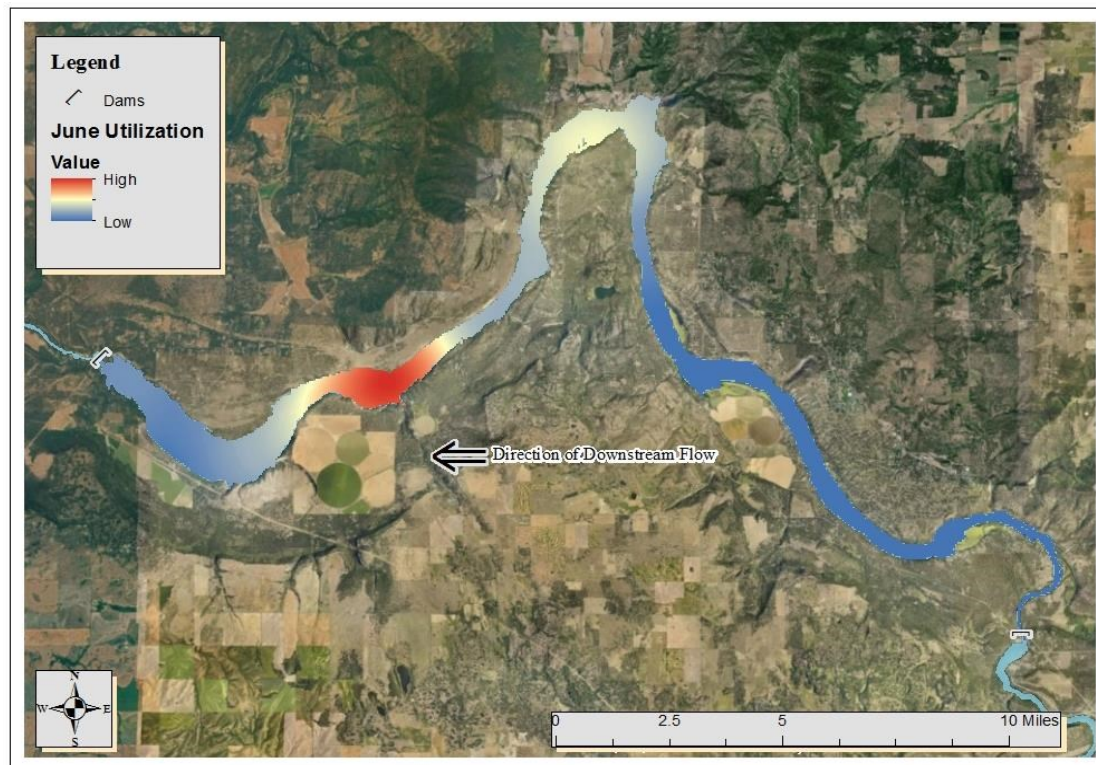 Legend
Dams
June Utilization
Value
High
Low
Direction of Downstream Flow
N
W E
S
0 2.5 5 10 Miles